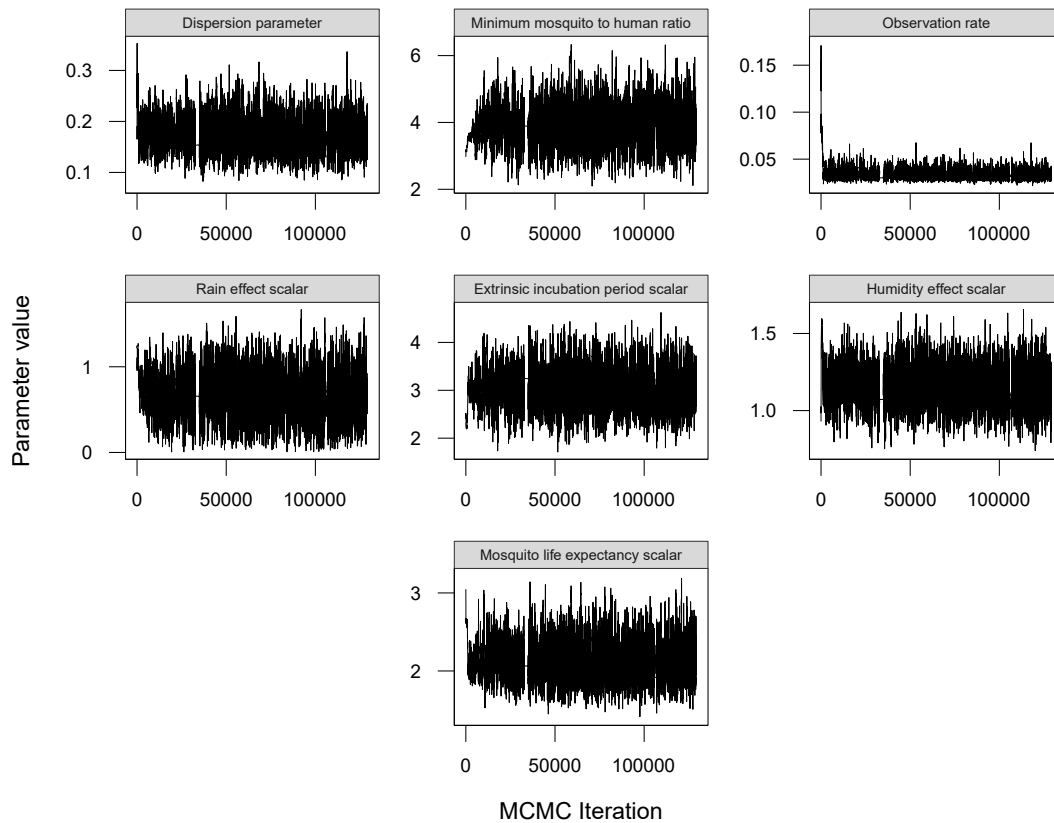 Dispersion parameter
Minimum mosquito to human ratio
Observation rate
0.3
0.2
0.1
6
4
2
0.15
0.10
0.05
0 50000 100000
0 50000 100000
0 50000 100000
Rain effect scalar
Extrinsic incubation period scalar
Humidity effect scalar
1
0
4
3
2
1.5
1.0
0 50000 100000
0 50000 100000
0 50000 100000
Mosquito life expectancy scalar
3
2
0 50000 100000
Parameter value
MCMC Iteration